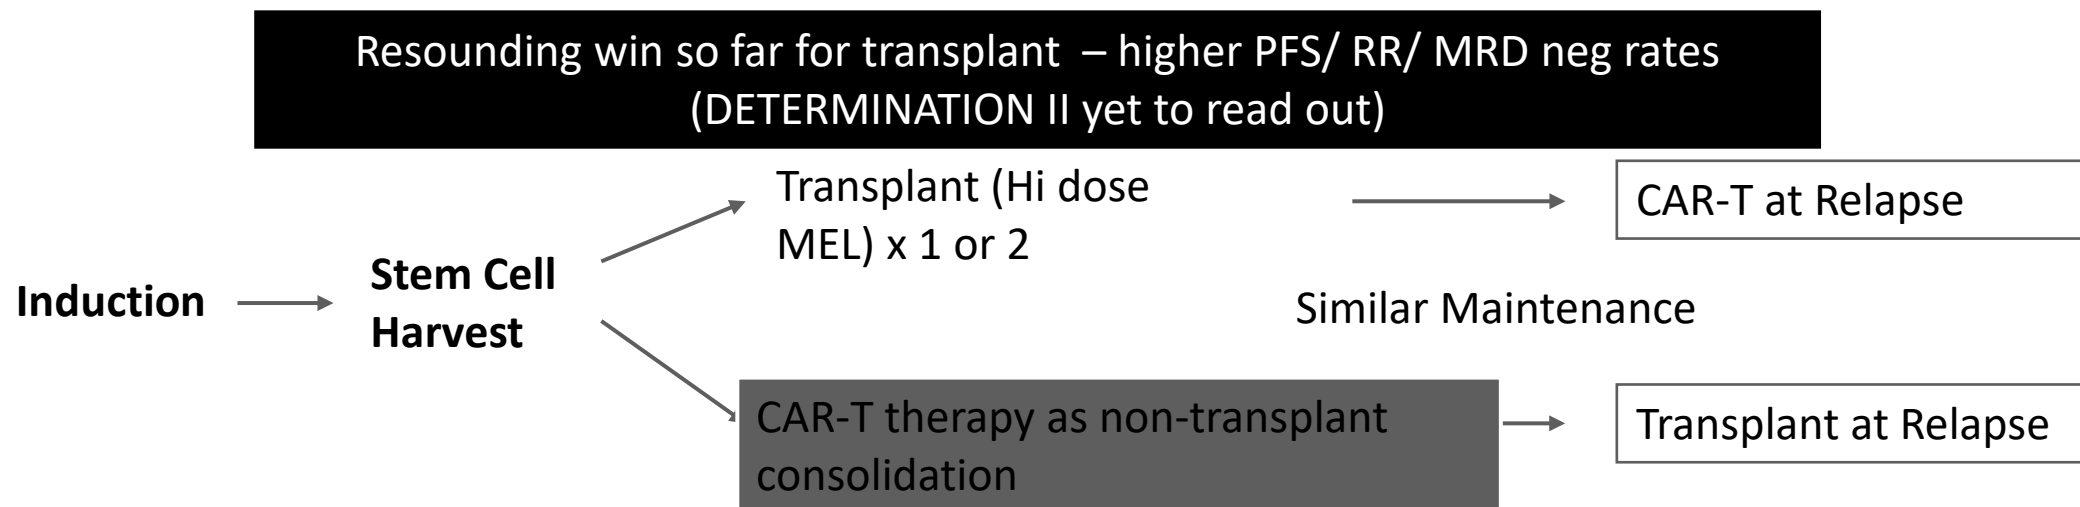 Resounding win so far for transplant – higher PFS/ RR/ MRD neg rates
(DETERMINATION II yet to read out)
Transplant (Hi dose
MEL) x 1 or 2
CAR-T at Relapse
Induction
Stem Cell
Harvest
Similar Maintenance
CAR-T therapy as non-transplant
consolidation
Transplant at Relapse